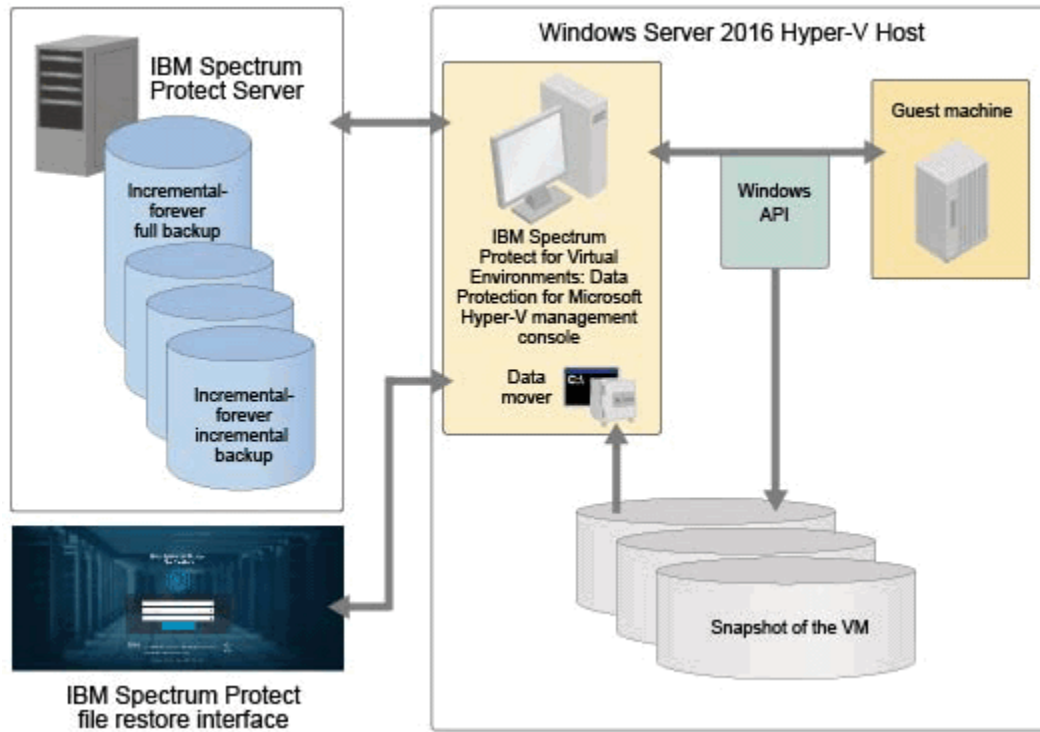 IBM Spectrum
Protect Server
Incremental-
forever
full backup
Incremental-
forever
incremental
backup
IBM Spectrum Protect
file restore interface
Windows Server 2016 Hyper-V Host
IBM Spectrum
Protect for Virtual
Environments: Data
Protection for Microsoft
Hyper-V management
console
Data
mover
C:\
Windows
API
Guest machine
Snapshot of the VM